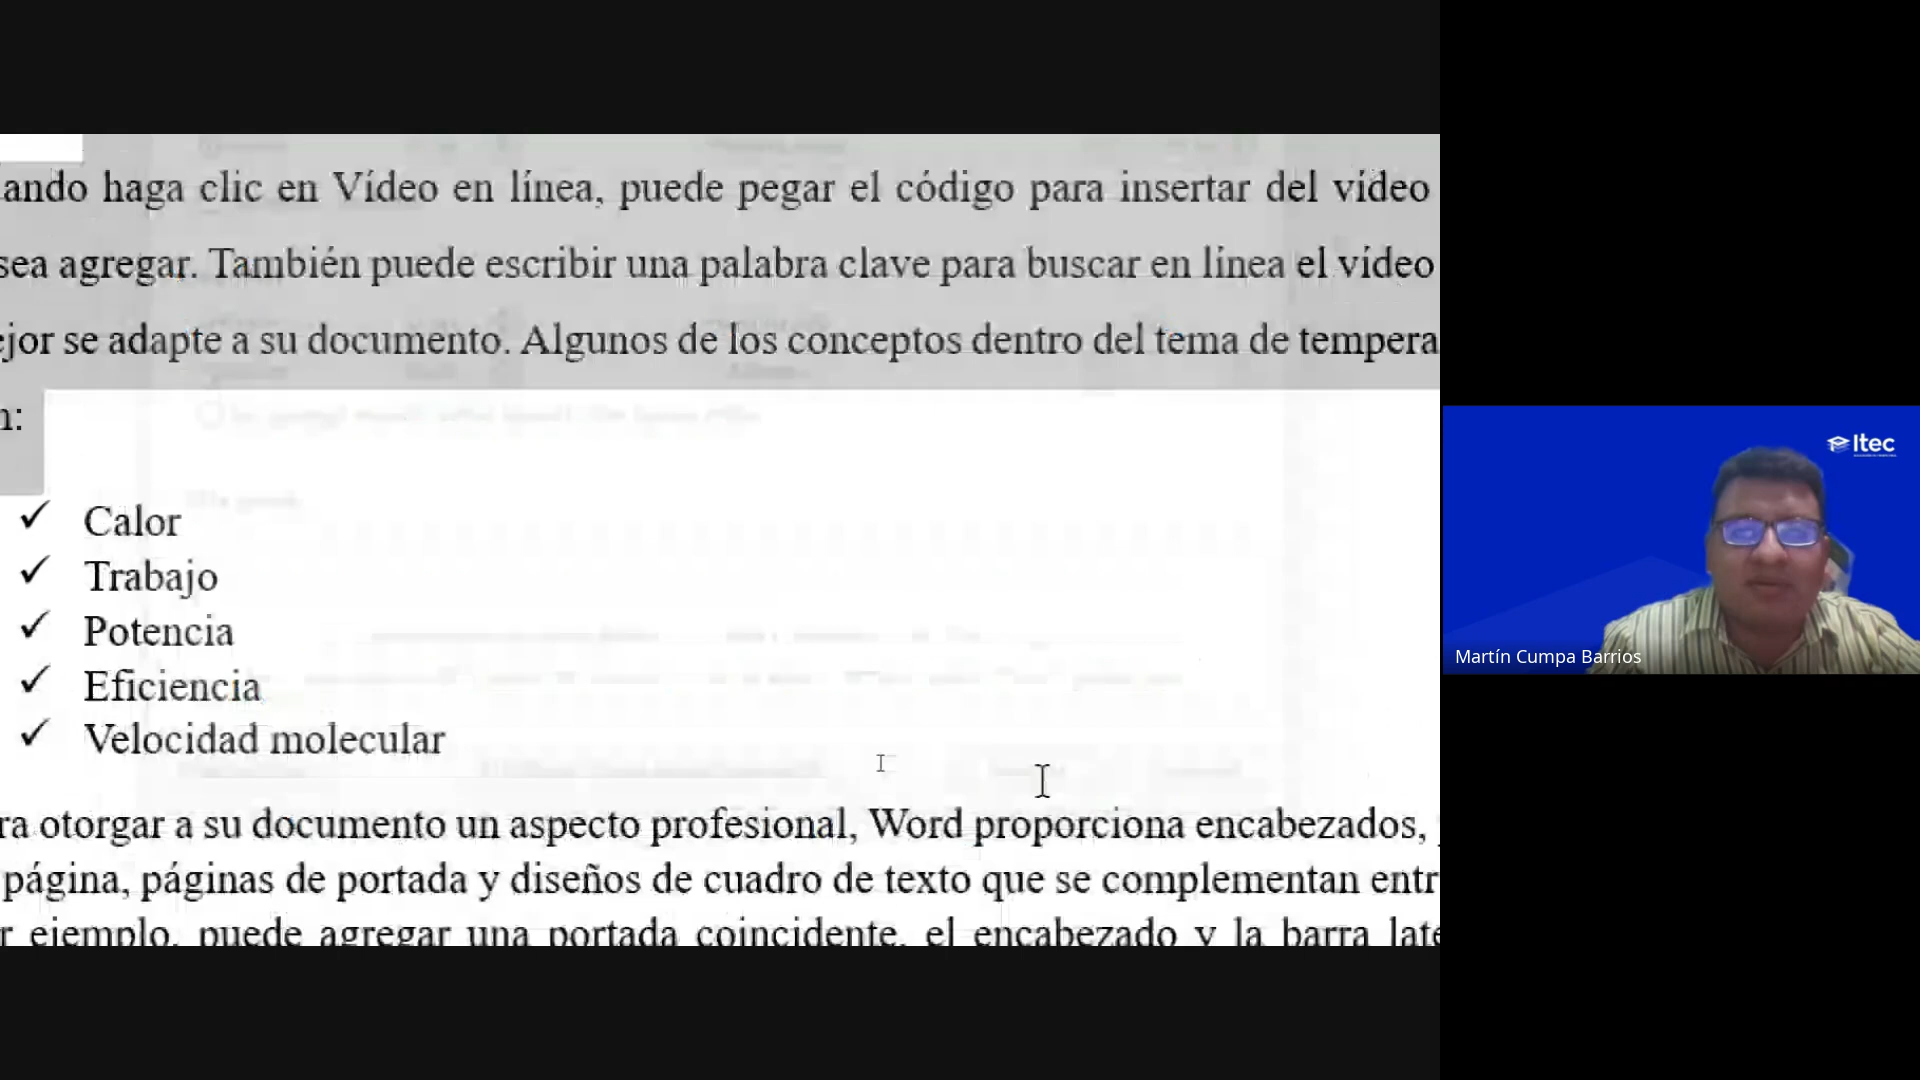 ando haga clic en Vídeo en línea, puede pegar el código para insertar del vídeo
sea agregar. También puede escribir una palabra clave para buscar en línea el vídeo
ejor se adapte a su documento. Algunos de los conceptos dentro del tema de tempera
n:
✓ Calor
✓ Trabajo
✓ Potencia
✓ Eficiencia
✓ Velocidad molecular
ra otorgar a su documento un aspecto profesional, Word proporciona encabezados,
página, páginas de portada y diseños de cuadro de texto que se complementan entr
r ejemplo, puede agregar una portada coincidente, el encabezado y la barra late
Itec
Martín Cumpa Barrios